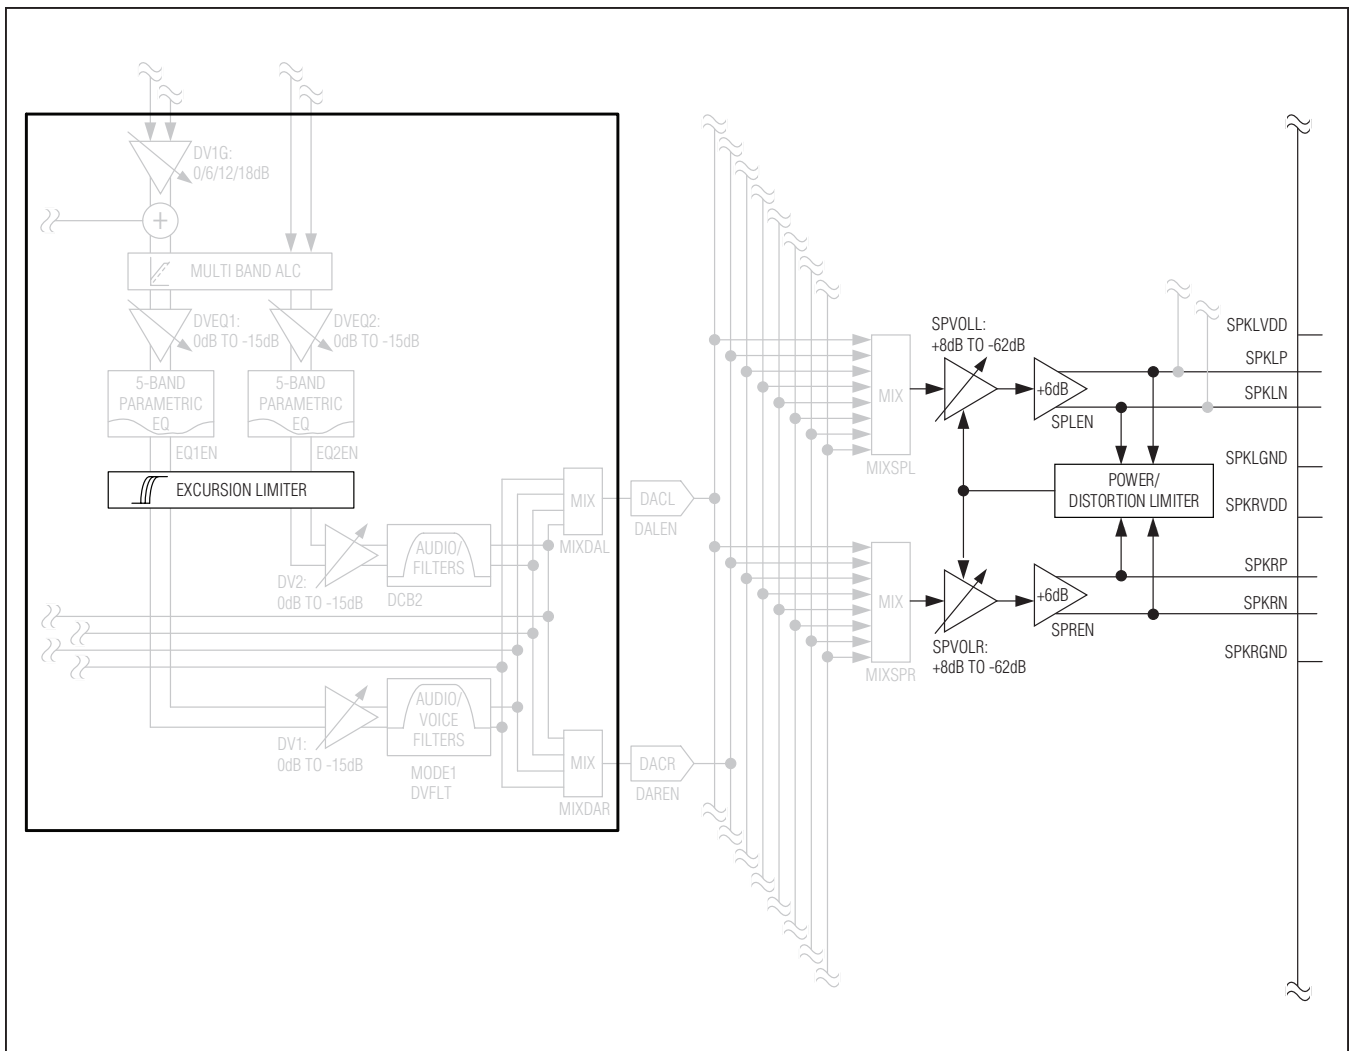 DV1G:
0/6/12/18dB
+
MULTI BAND ALC
DVEQ1:
0dB TO -15dB
DVEQ2:
0dB TO -15dB
5-BAND
PARAMETRIC
EQ
5-BAND
PARAMETRIC
EQ
EQ1EN
EQ2EN
EXCURSION LIMITER
DV2:
0dB TO -15dB
AUDIO/
FILTERS
DCB2
MIX
MIXDAL
DACL
DALEN
DV1:
0dB TO -15dB
AUDIO/
VOICE
FILTERS
MODE1
DVFLT
MIX
MIXDAR
DACR
DAREN
MIX
MIXSPL
MIX
MIXSPR
SPVOLL:
+8dB TO -62dB
+6dB
SPLEN
POWER/
DISTORTION LIMITER
SPVOLR:
+8dB TO -62dB
+6dB
SPREN
SPKLVDD
SPKLP
SPKLN
SPKLGND
SPKRVDD
SPKRP
SPKRN
SPKRGND